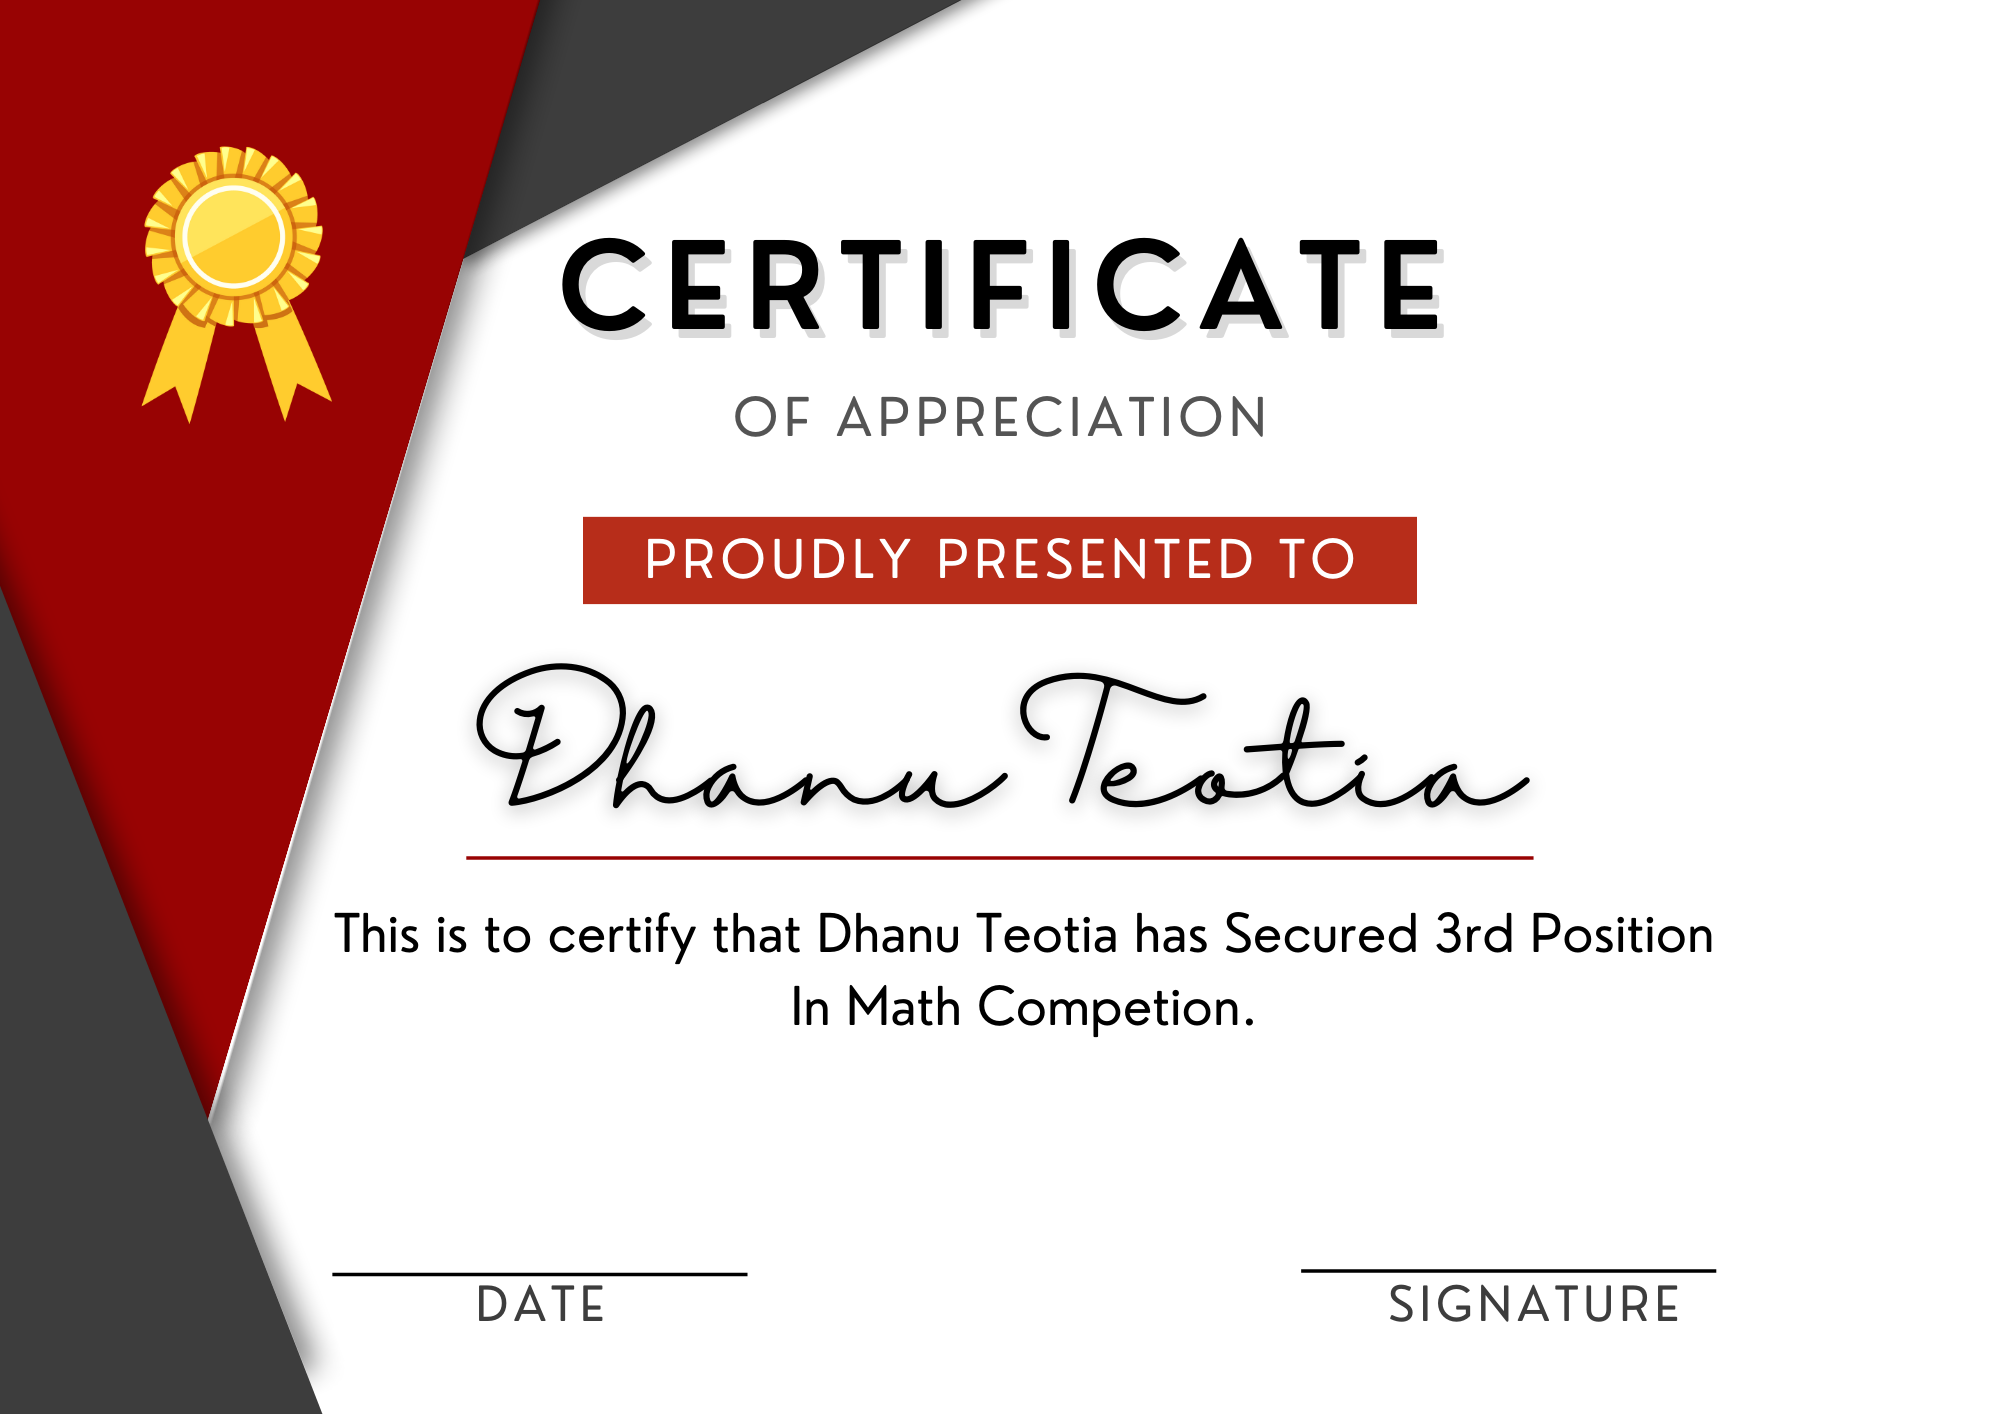 CERTIFICATE
OF APPRECIATION
PROUDLY PRESENTED TO
Dhanu Teotia
This is to certify that Dhanu Teotia has Secured 3rd Position
In Math Competion.
DATE
SIGNATURE